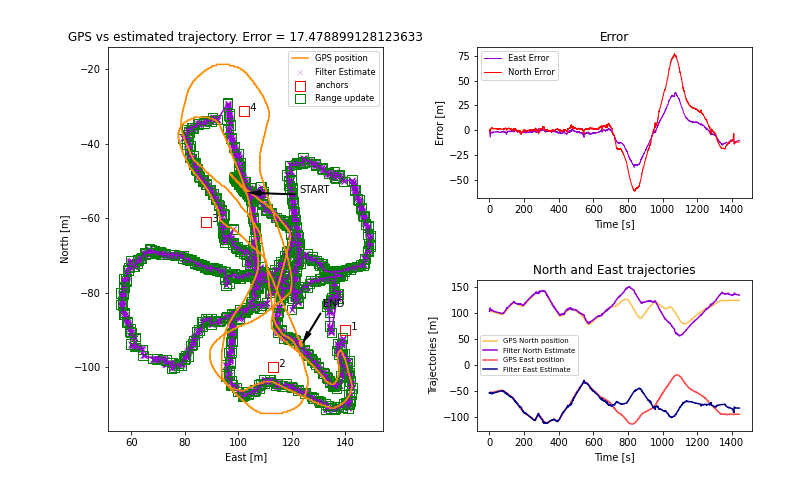 GPS vs estimated trajectory. Error = 17.478899128123633
GPS position
Filter Estimate
anchors
Range update
4
START
3
END
1
2
−20
−40
−60
−80
−100
60 80 100 120 140
North [m]
East [m]
Error
East Error
North Error
75
50
25
0
−25
−50
0 200 400 600 800 1000 1200 1400
Error [m]
Time [s]
North and East trajectories
150
100
50
0
−50
−100
GPS North position
Filter North Estimate
GPS East position
Filter East Estimate
0 200 400 600 800 1000 1200 1400
Trajectories [m]
Time [s]